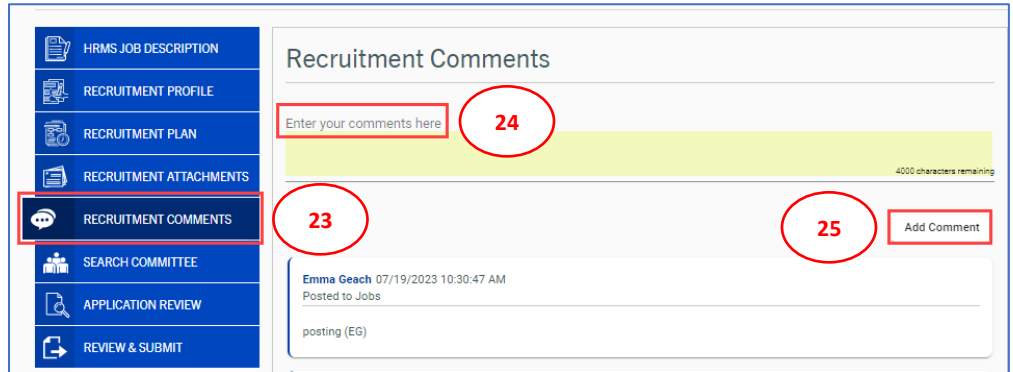 HRMS JOB DESCRIPTION
RECRUITMENT PROFILE
RECRUITMENT PLAN
RECRUITMENT ATTACHMENTS
RECRUITMENT COMMENTS
23
SEARCH COMMITTEE
APPLICATION REVIEW
REVIEW & SUBMIT
Recruitment Comments
Enter your comments here
24
4000 characters remaining
25
Add Comment
Emma Geach 07/19/2023 10:30:47 AM
Posted to Jobs
posting (EG)